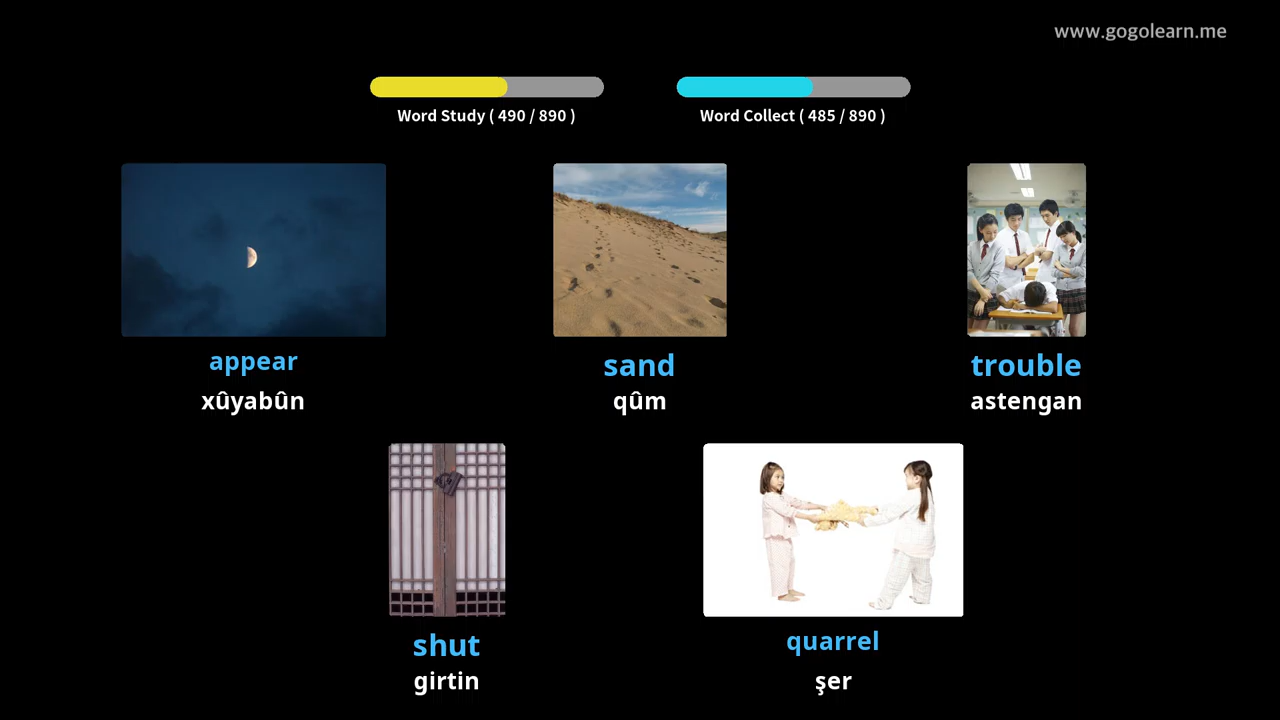 www.gogolearn.me
Word Study ( 490 / 890 )
Word Collect ( 485 / 890 )
appear
xûyabûn
sand
qûm
trouble
astengan
shut
girtin
quarrel
şer